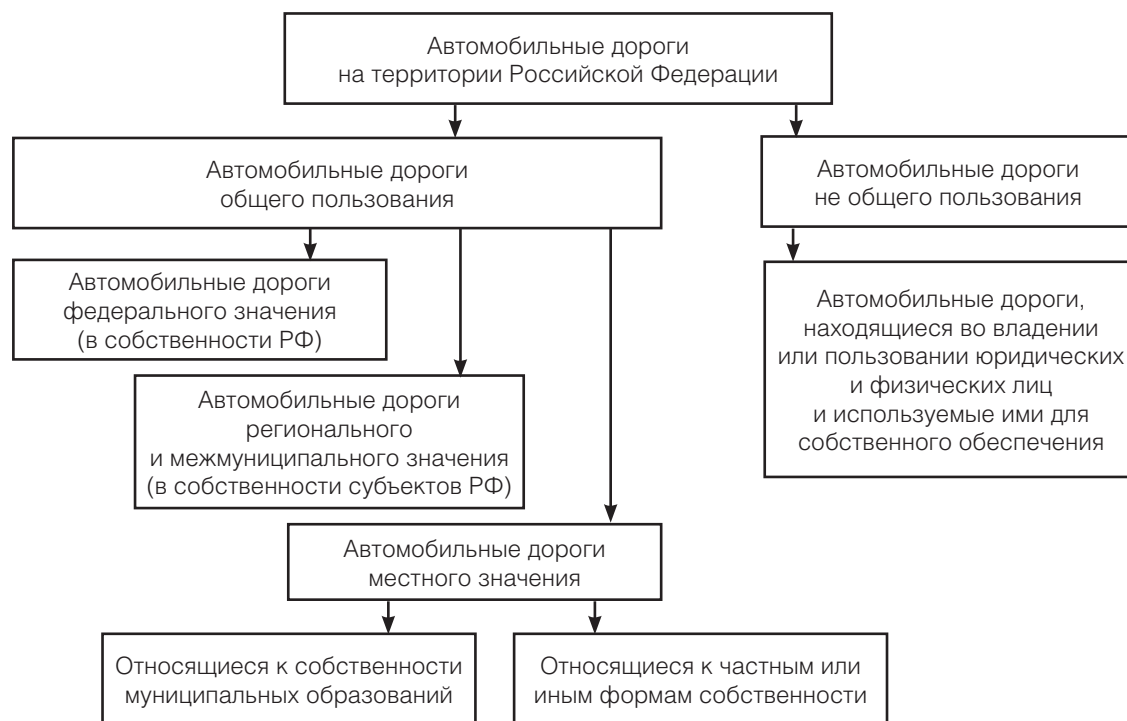 Автомобильные дороги
на территории Российской Федерации
Автомобильные дороги
общего пользования
Автомобильные дороги
не общего пользования
Автомобильные дороги
федерального значения
(в собственности РФ)
Автомобильные дороги,
находящиеся во владении
или пользовании юридических
и физических лиц
и используемые ими для
собственного обеспечения
Автомобильные дороги
регионального
и межмуниципального значения
(в собственности субъектов РФ)
Автомобильные дороги
местного значения
Относящиеся к собственности
муниципальных образований
Относящиеся к частным или
иным формам собственности